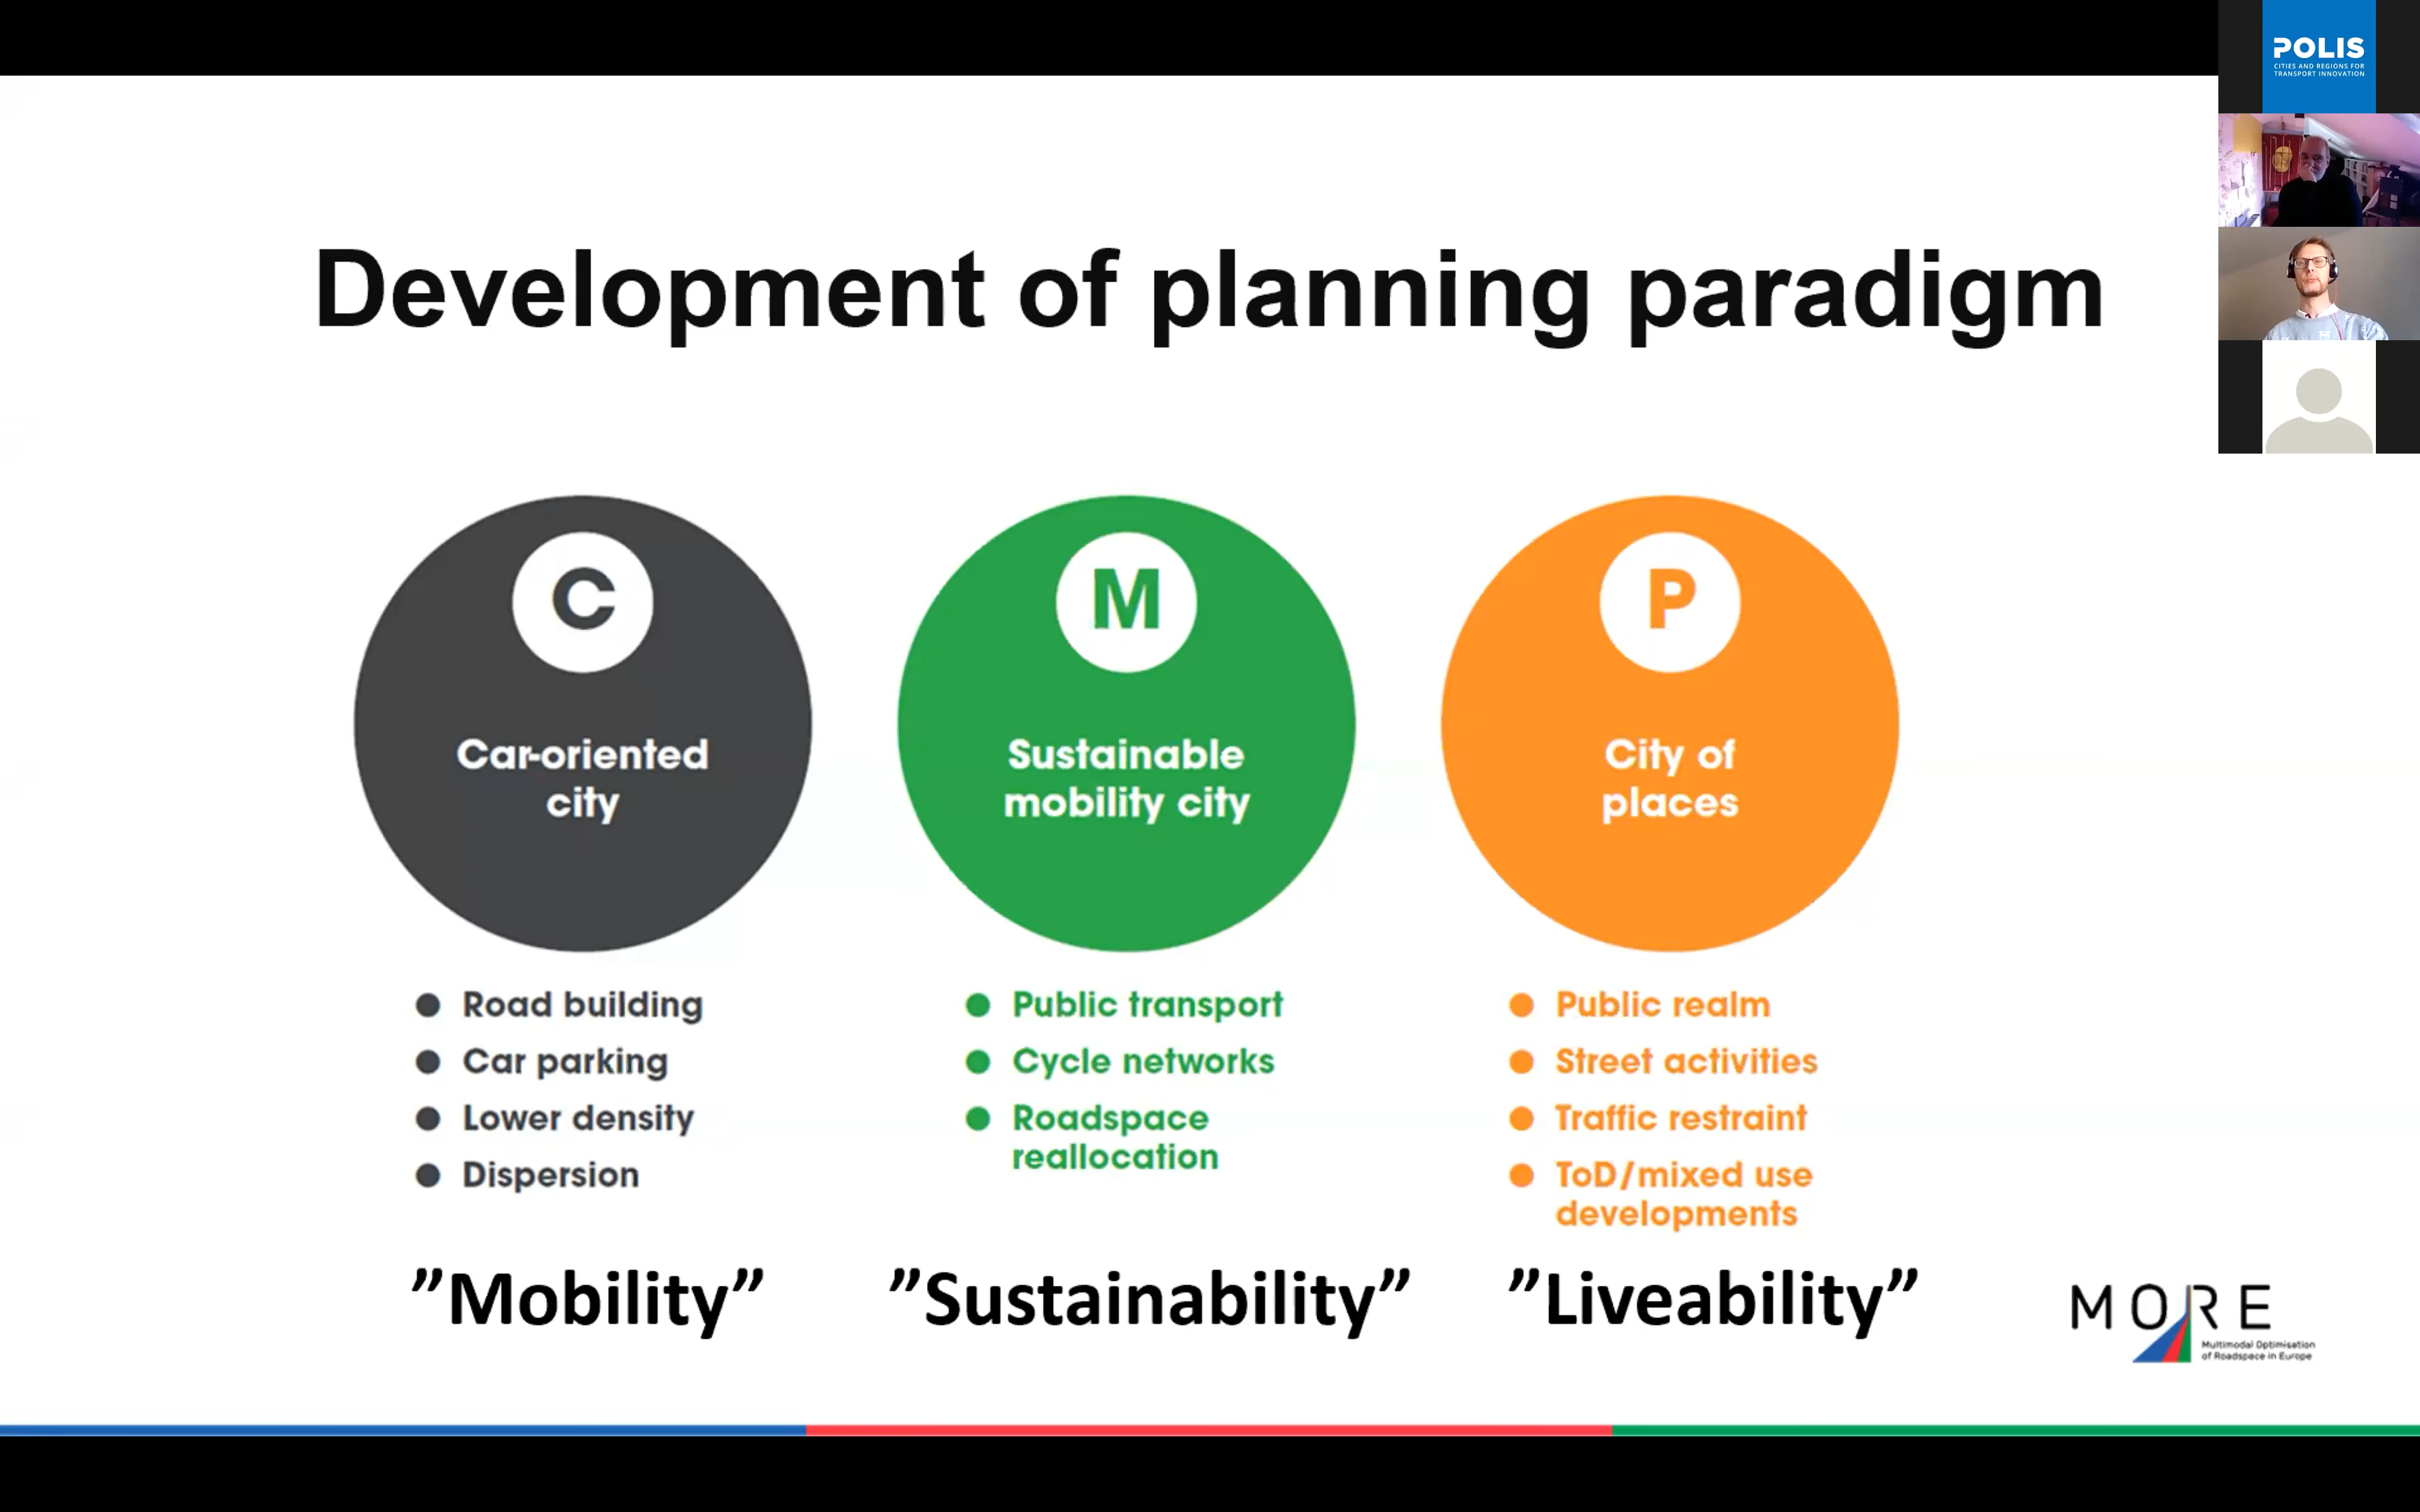 POLIS
CITIES AND REGIONS FOR
TRANSPORT INNOVATION
Development of planning paradigm
C
Car-oriented
city
Road building
Car parking
Lower density
Dispersion
”Mobility”
M
Sustainable
mobility city
Public transport
Cycle networks
Roadspace
reallocation
”Sustainability”
P
City of
places
Public realm
Street activities
Traffic restraint
ToD/mixed use
developments
”Liveability”
MORE
Multimodal Optimisation
of Roadspace in Europe